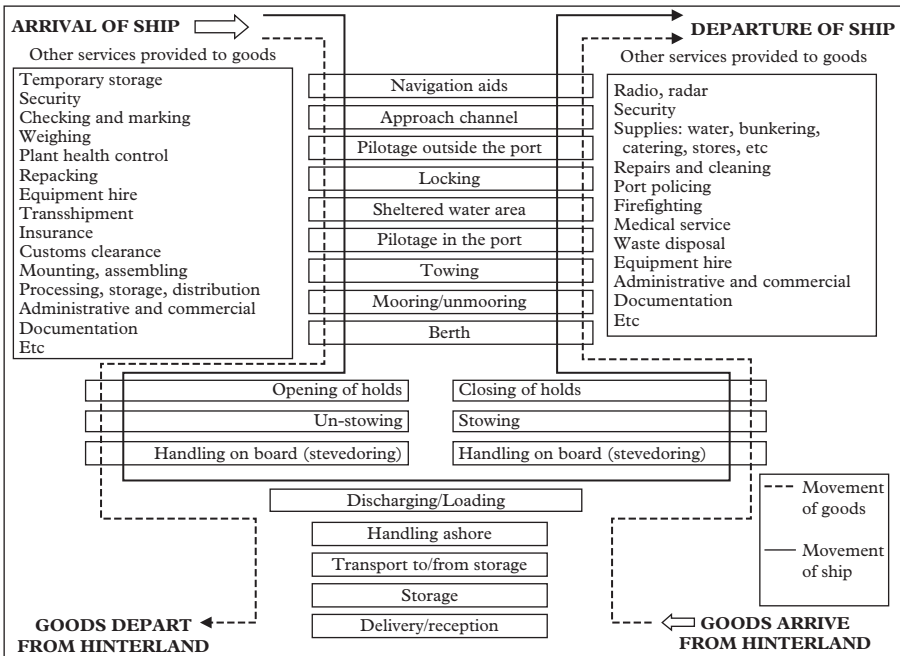 ARRIVAL OF SHIP
DEPARTURE OF SHIP
Other services provided to goods
Other services provided to goods
Temporary storage
Security
Checking and marking
Weighing
Plant health control
Repacking
Equipment hire
Transshipment
Insurance
Customs clearance
Mounting, assembling
Processing, storage, distribution
Administrative and commercial
Documentation
Etc
Navigation aids
Approach channel
Pilotage outside the port
Locking
Sheltered water area
Pilotage in the port
Towing
Mooring/unmooring
Berth
Radio, radar
Security
Supplies: water, bunkering,
catering, stores, etc
Repairs and cleaning
Port policing
Firefighting
Medical service
Waste disposal
Equipment hire
Administrative and commercial
Documentation
Etc
Opening of holds
Closing of holds
Un-stowing
Stowing
Handling on board (stevedoring)
Handling on board (stevedoring)
Discharging/Loading
Handling ashore
Transport to/from storage
Storage
Delivery/reception
Movement
of goods
Movement
of ship
GOODS DEPART
FROM HINTERLAND
GOODS ARRIVE
FROM HINTERLAND